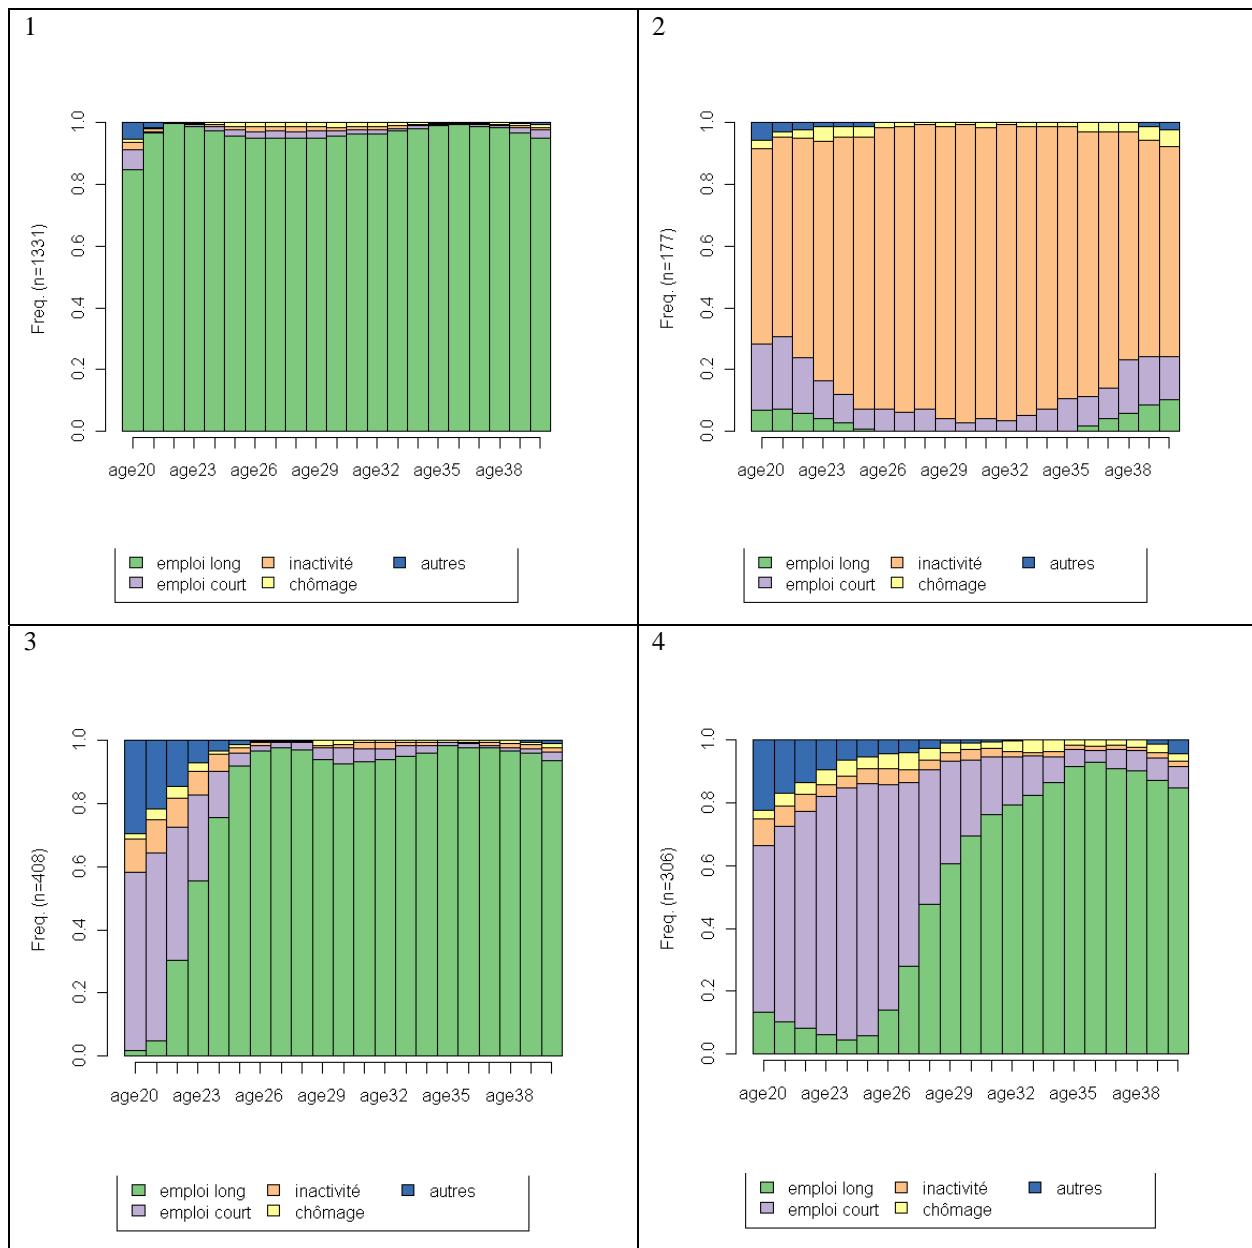 1
1.0
0.8
0.6
0.4
0.2
0.0
Freq. (n=1331)
age20 age23 age26 age29 age32 age35 age38
emploi long inactivité autres
emploi court chômage
2
1.0
0.8
0.6
0.4
0.2
0.0
Freq. (n=177)
age20 age23 age26 age29 age32 age35 age38
emploi long inactivité autres
emploi court chômage
3
1.0
0.8
0.6
0.4
0.2
0.0
Freq. (n=408)
age20 age23 age26 age29 age32 age35 age38
emploi long inactivité autres
emploi court chômage
4
1.0
0.8
0.6
0.4
0.2
0.0
Freq. (n=306)
age20 age23 age26 age29 age32 age35 age38
emploi long inactivité autres
emploi court chômage